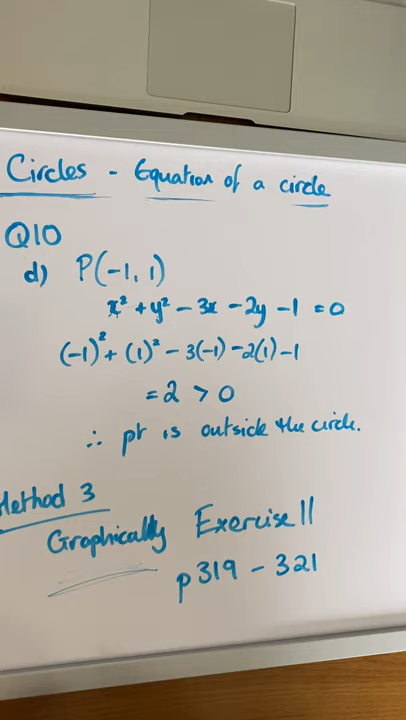 Circles - Equation of a circle
Q10
d) P(-1, 1)
x² + y² - 3x - 2y - 1 = 0
(-1)² + (1)² - 3(-1) - 2(1) - 1
= 2 > 0
∴ pt is outside the circle.
Method 3
Graphically Exercise 11
p319 - 321